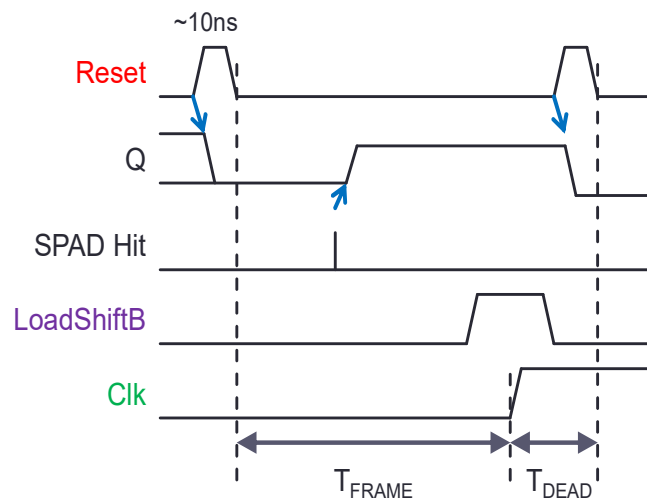 ~10ns
Reset
Q
SPAD Hit
LoadShiftB
Clk
TFRAME
TDEAD